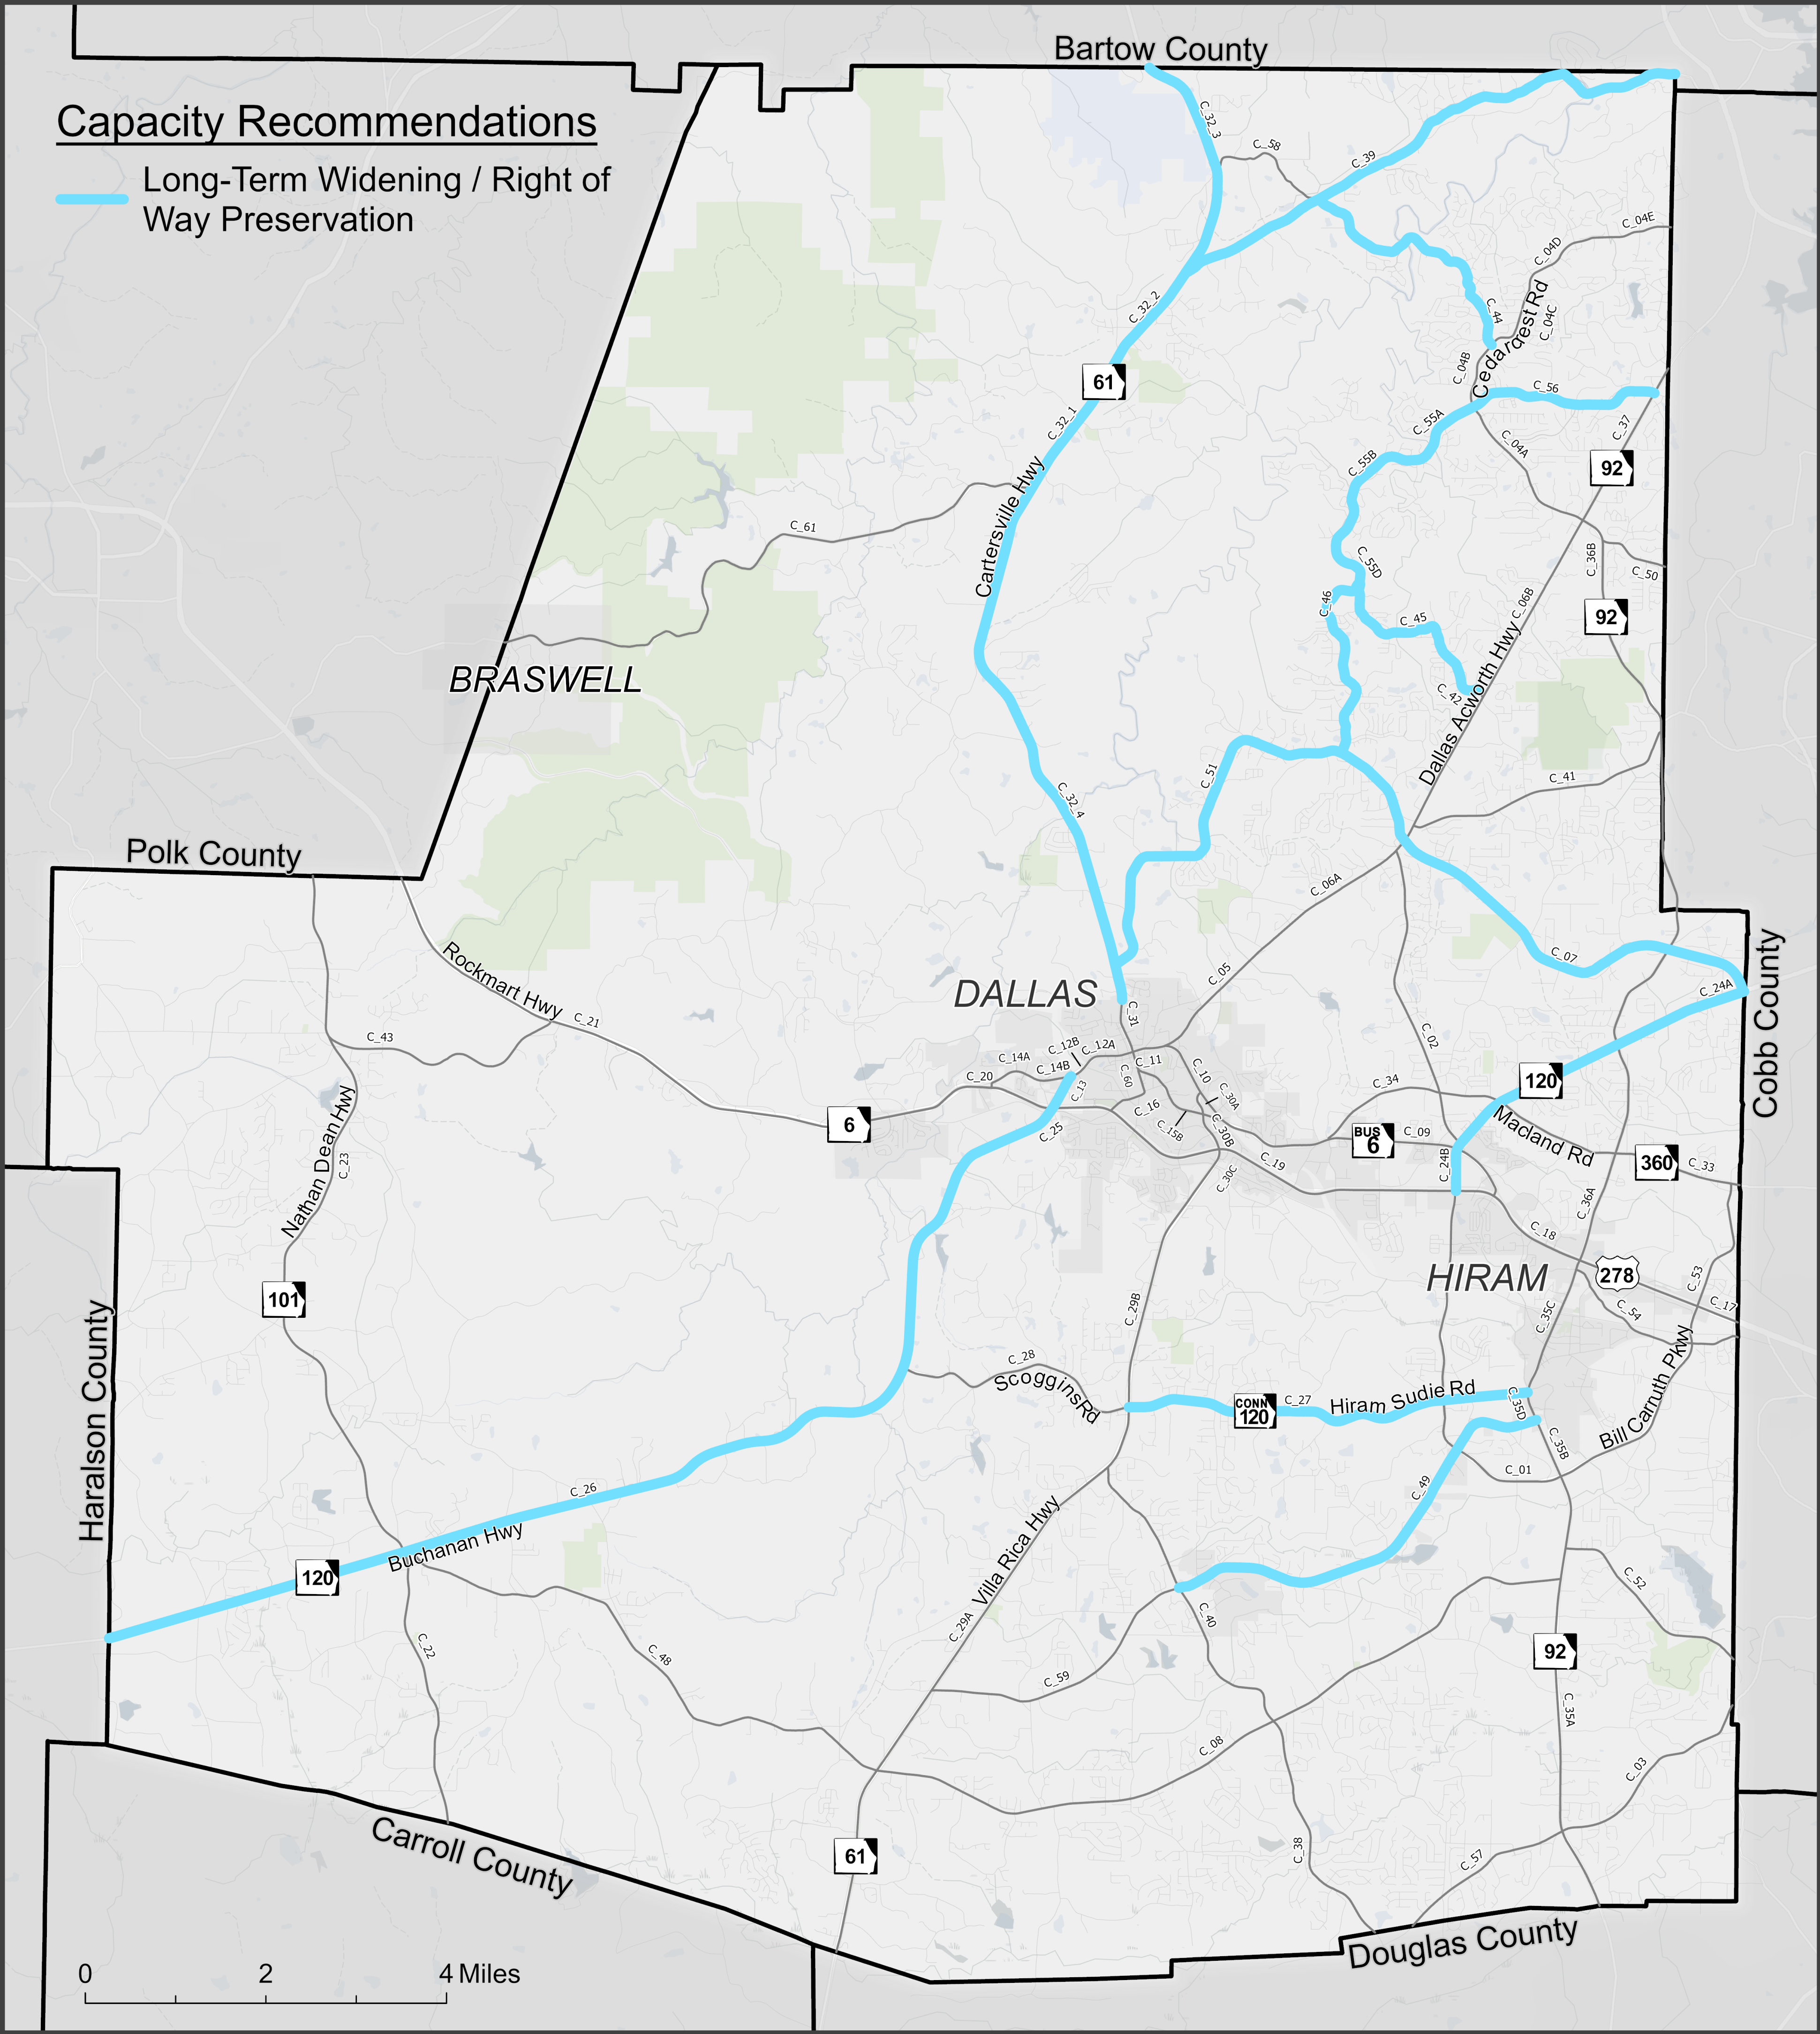 Bartow County
Capacity Recommendations
Long-Term Widening / Right of
Way Preservation
C_32_3
C_58
C_39
C_04E
C_04D
C_44
C_04C
Cedarcrest Rd
C_04B
C_32_2
61
C_32_1
Cartersville Hwy
C_56
C_55A
C_37
C_04A
92
C_55B
C_61
C_55D
C_36B
C_50
C_46
C_45
C_06B
92
BRASWELL
C_42
Dallas Acworth Hwy
C_51
C_41
C_32_4
Polk County
C_06A
Rockmart Hwy
C_05
C_07
C_24A
Cobb County
DALLAS
C_31
C_21
C_43
C_02
C_12B
C_12A
C_14A
C_14B
C_11
C_20
C_60
C_10
C_13
C_30A
C_34
120
Nathan Dean Hwy
C_23
6
C_16
C_15B
C_30B
C_25
BUS
6
C_09
Macland Rd
C_24B
C_19
C_30C
360
C_33
C_36A
C_18
HIRAM
278
C_53
C_17
C_54
101
C_29B
C_35C
Haralson County
C_28
Scoggins Rd
CONN
120
C_27
Hiram Sudie Rd
C_35D
Bill Carruth Pkwy
C_35B
C_01
C_49
C_26
Buchanan Hwy
120
Villa Rica Hwy
C_29A
C_40
C_52
C_22
C_48
C_59
92
C_35A
C_08
C_03
Carroll County
61
C_38
C_57
Douglas County
0 2 4 Miles